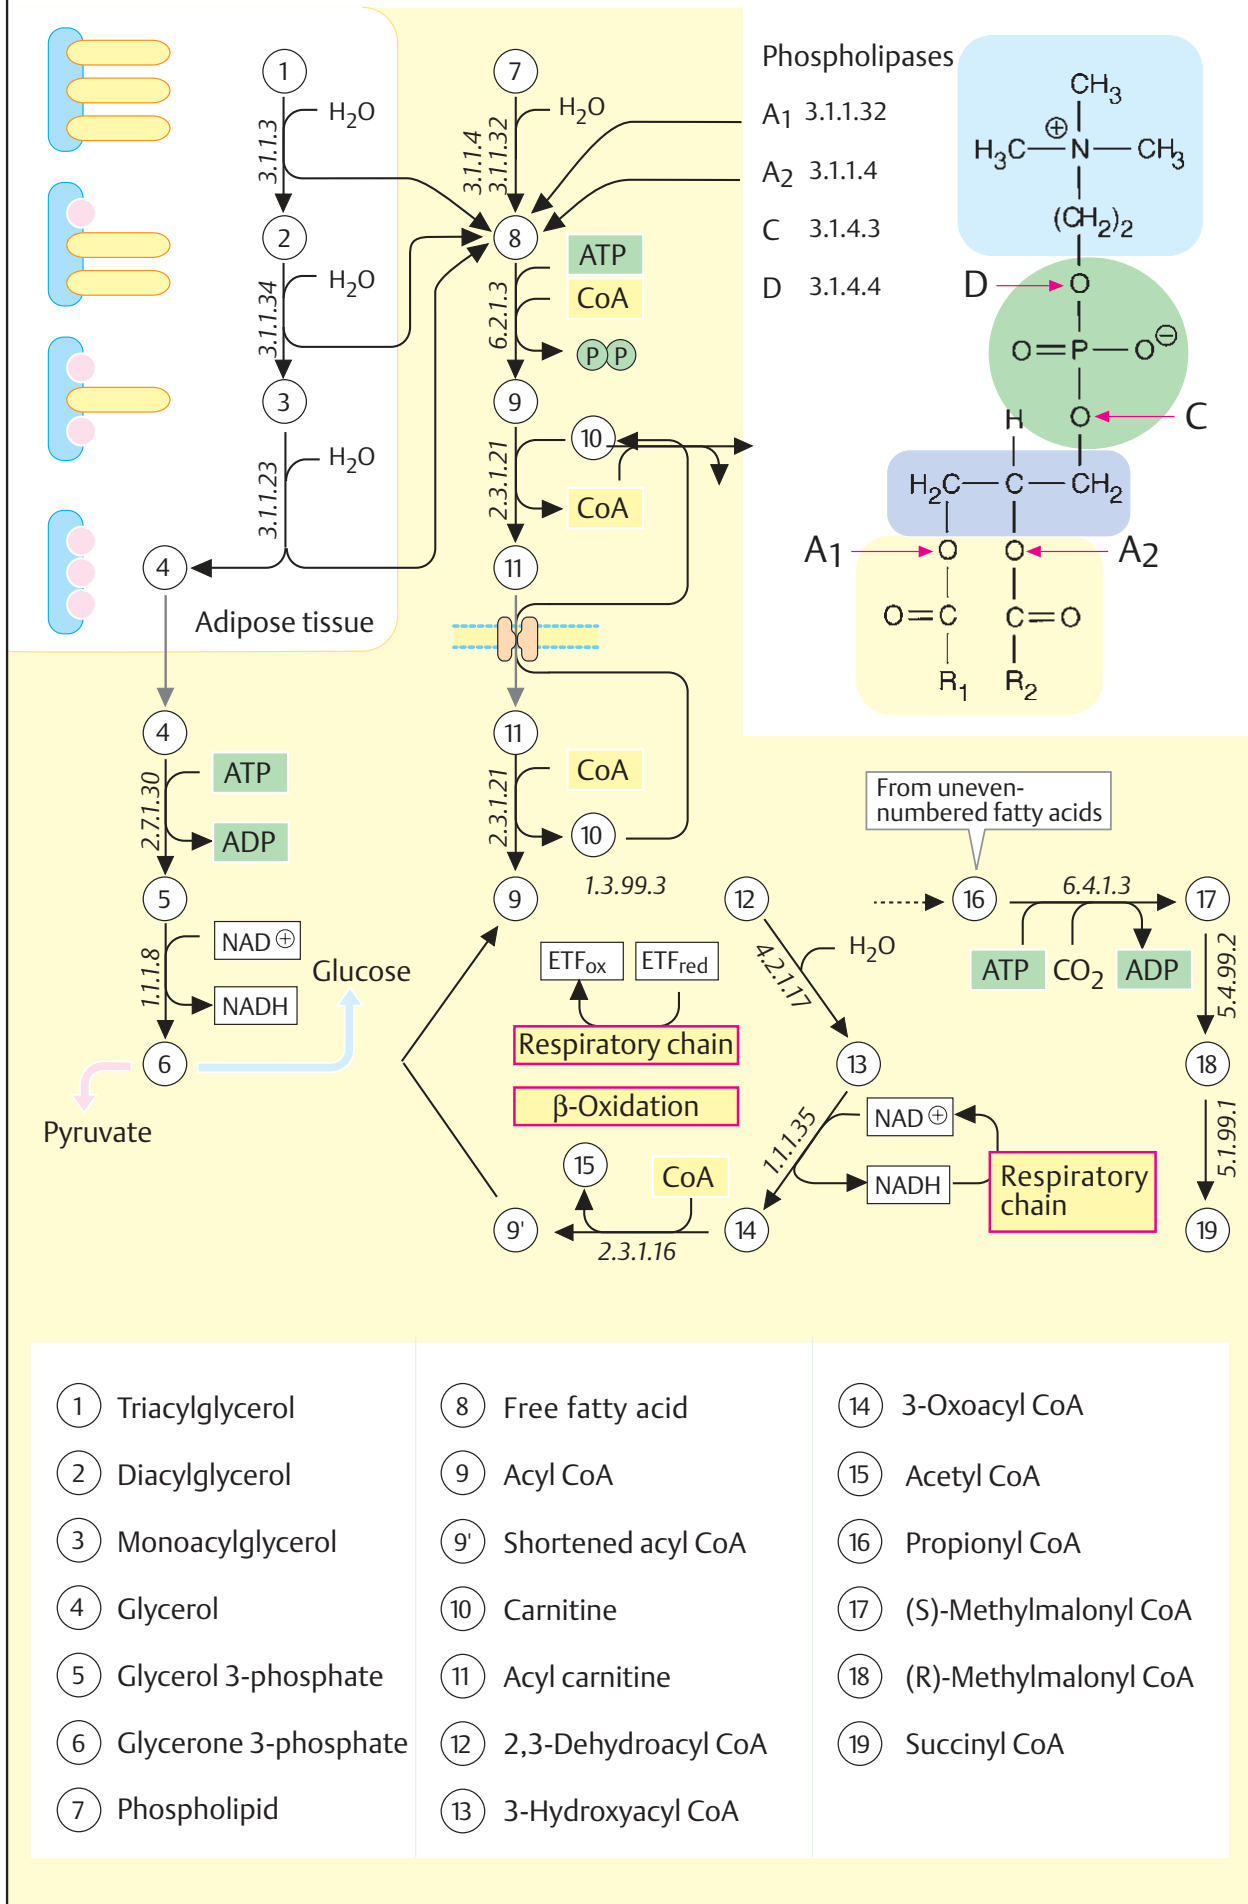 1
H2O
3.1.1.3
2
H2O
3.1.1.34
3
H2O
3.1.1.23
4
Adipose tissue
4
ATP
2.7.1.30
ADP
5
NAD⊕
1.1.1.8
NADH
6
Glucose
Pyruvate
7
H2O
3.1.1.4
3.1.1.32
8
ATP
CoA
6.2.1.3
P P
9
10
2.3.1.21
CoA
11
11
CoA
2.3.1.21
10
9
1.3.99.3
12
ETFox
ETFred
Respiratory chain
β-Oxidation
4.2.1.17
H2O
13
1.1.1.35
NAD⊕
NADH
Respiratory
chain
14
CoA
15
2.3.1.16
9'
From uneven-
numbered fatty acids
16
6.4.1.3
17
ATP
CO2
ADP
5.4.99.2
18
5.1.99.1
19
Phospholipases
A1 3.1.1.32
A2 3.1.1.4
C 3.1.4.3
D 3.1.4.4
CH3
⊕
H3C N CH3
(CH2)2
D O
O=P—O⊖
H O C
H2C—C—CH2
A1 O O A2
O=C C=O
R1 R2
1 Triacylglycerol
2 Diacylglycerol
3 Monoacylglycerol
4 Glycerol
5 Glycerol 3-phosphate
6 Glycerone 3-phosphate
7 Phospholipid
8 Free fatty acid
9 Acyl CoA
9' Shortened acyl CoA
10 Carnitine
11 Acyl carnitine
12 2,3-Dehydroacyl CoA
13 3-Hydroxyacyl CoA
14 3-Oxoacyl CoA
15 Acetyl CoA
16 Propionyl CoA
17 (S)-Methylmalonyl CoA
18 (R)-Methylmalonyl CoA
19 Succinyl CoA